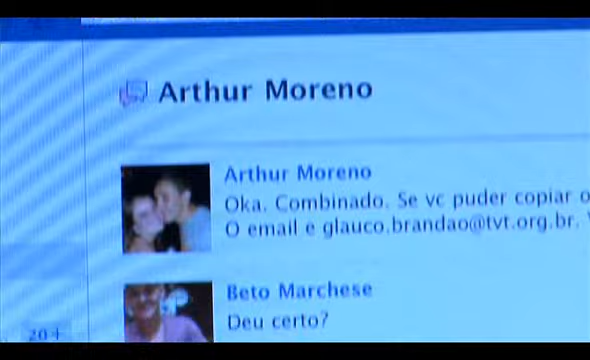 Arthur Moreno
Arthur Moreno
Oka. Combinado. Se vc puder copiar o
O email e glauco.brandao@tvt.org.br.
Beto Marchese
Deu certo?
20+